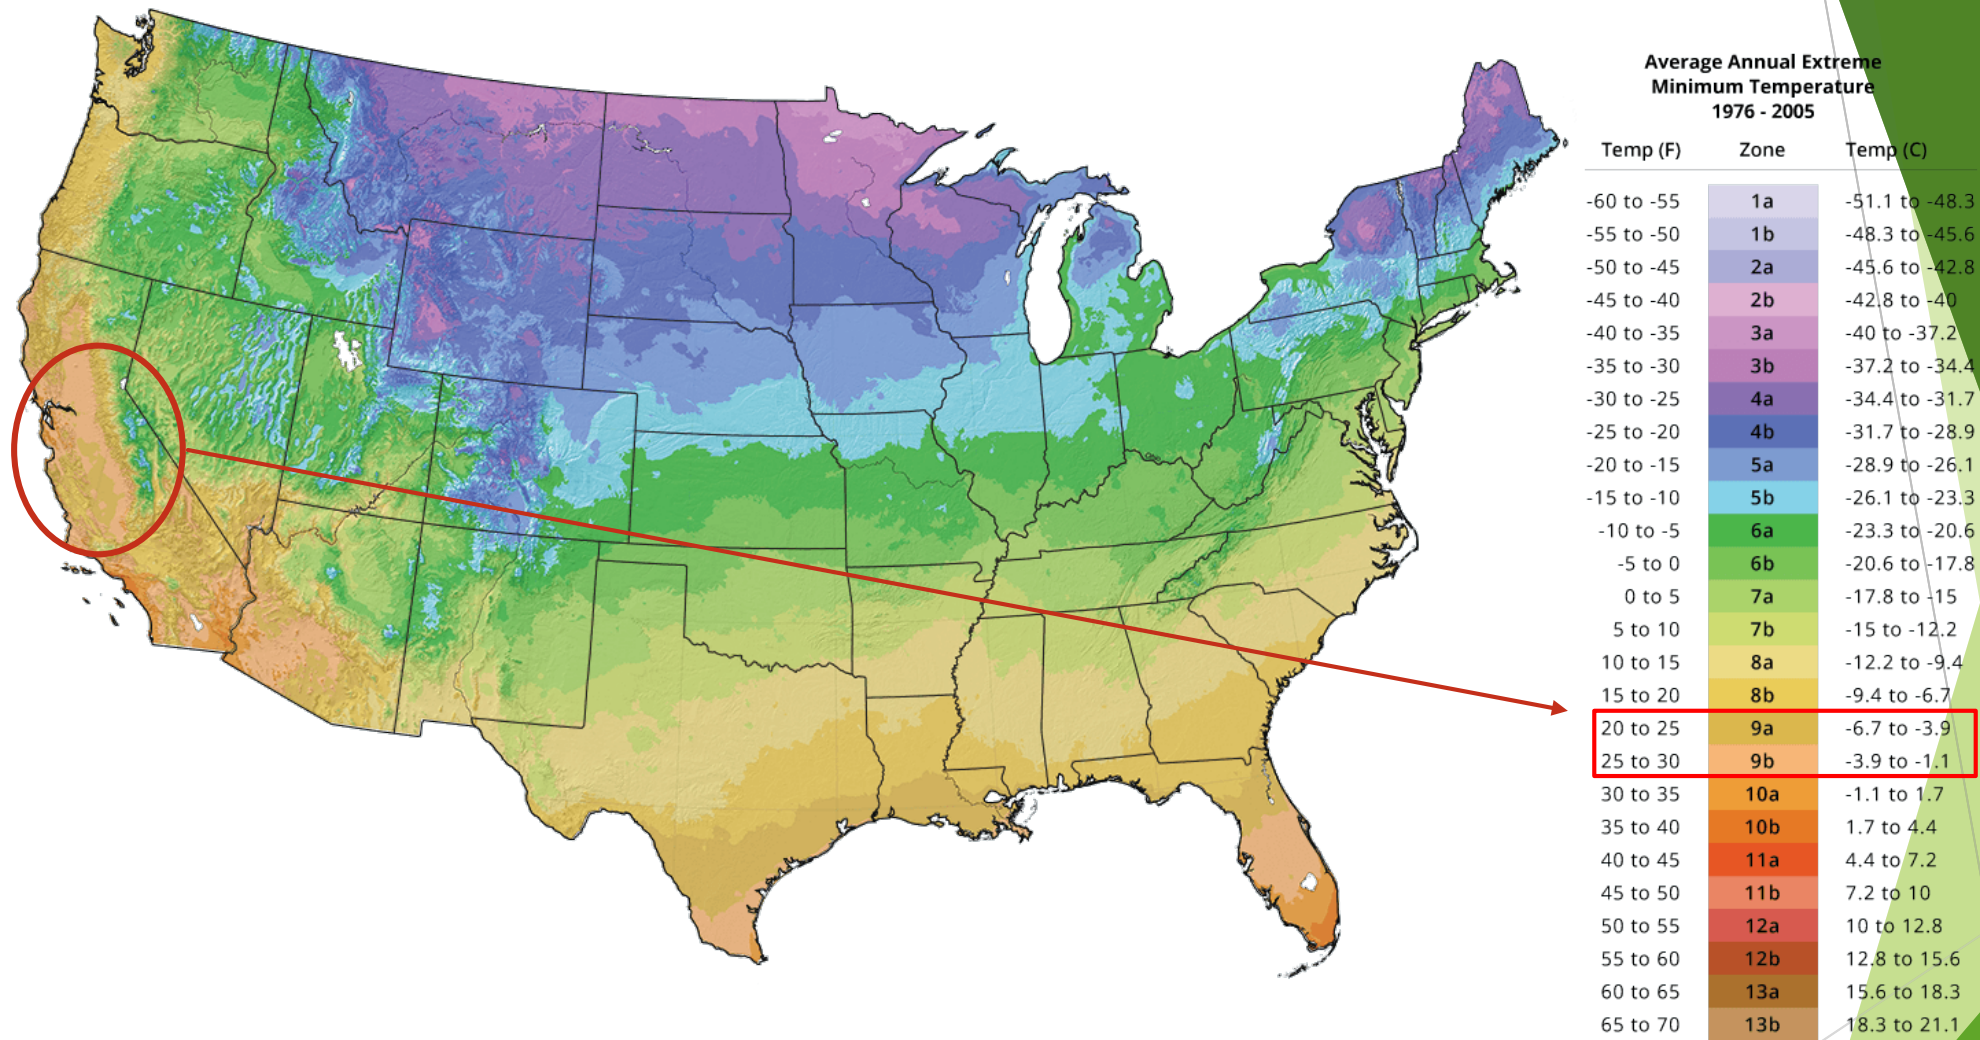 Average Annual Extreme
Minimum Temperature
1976 - 2005
Temp (F) Zone Temp (C)
-60 to -55 1a -51.1 to -48.3
-55 to -50 1b -48.3 to -45.6
-50 to -45 2a -45.6 to -42.8
-45 to -40 2b -42.8 to -40
-40 to -35 3a -40 to -37.2
-35 to -30 3b -37.2 to -34.4
-30 to -25 4a -34.4 to -31.7
-25 to -20 4b -31.7 to -28.9
-20 to -15 5a -28.9 to -26.1
-15 to -10 5b -26.1 to -23.3
-10 to -5 6a -23.3 to -20.6
-5 to 0 6b -20.6 to -17.8
0 to 5 7a -17.8 to -15
5 to 10 7b -15 to -12.2
10 to 15 8a -12.2 to -9.4
15 to 20 8b -9.4 to -6.7
20 to 25 9a -6.7 to -3.9
25 to 30 9b -3.9 to -1.1
30 to 35 10a -1.1 to 1.7
35 to 40 10b 1.7 to 4.4
40 to 45 11a 4.4 to 7.2
45 to 50 11b 7.2 to 10
50 to 55 12a 10 to 12.8
55 to 60 12b 12.8 to 15.6
60 to 65 13a 15.6 to 18.3
65 to 70 13b 18.3 to 21.1